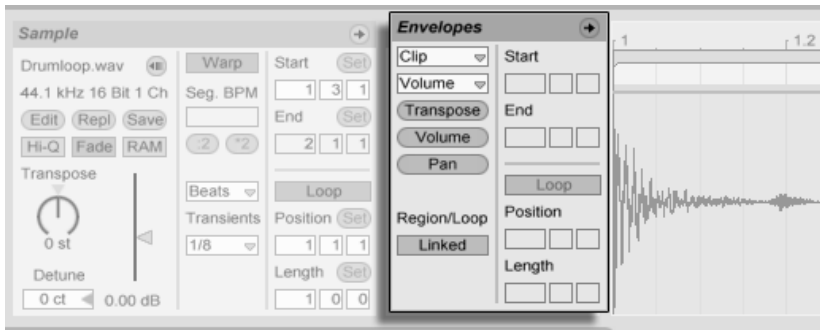 Sample
Drumloop.wav
44.1 kHz 16 Bit 1 Ch
Edit Repl Save
Hi-Q Fade RAM
Transpose
0 st
Detune
0 ct 0.00 dB
Warp
Seg. BPM
:2 *2
Beats
Transients
1/8
Start Set
1 3 1
End Set
2 1 1
Loop
Position Set
1 1 1
Length Set
1 0 0
Envelopes
Clip
Volume
Transpose
Volume
Pan
Region/Loop
Linked
Start
End
Loop
Position
Length
1 1.2